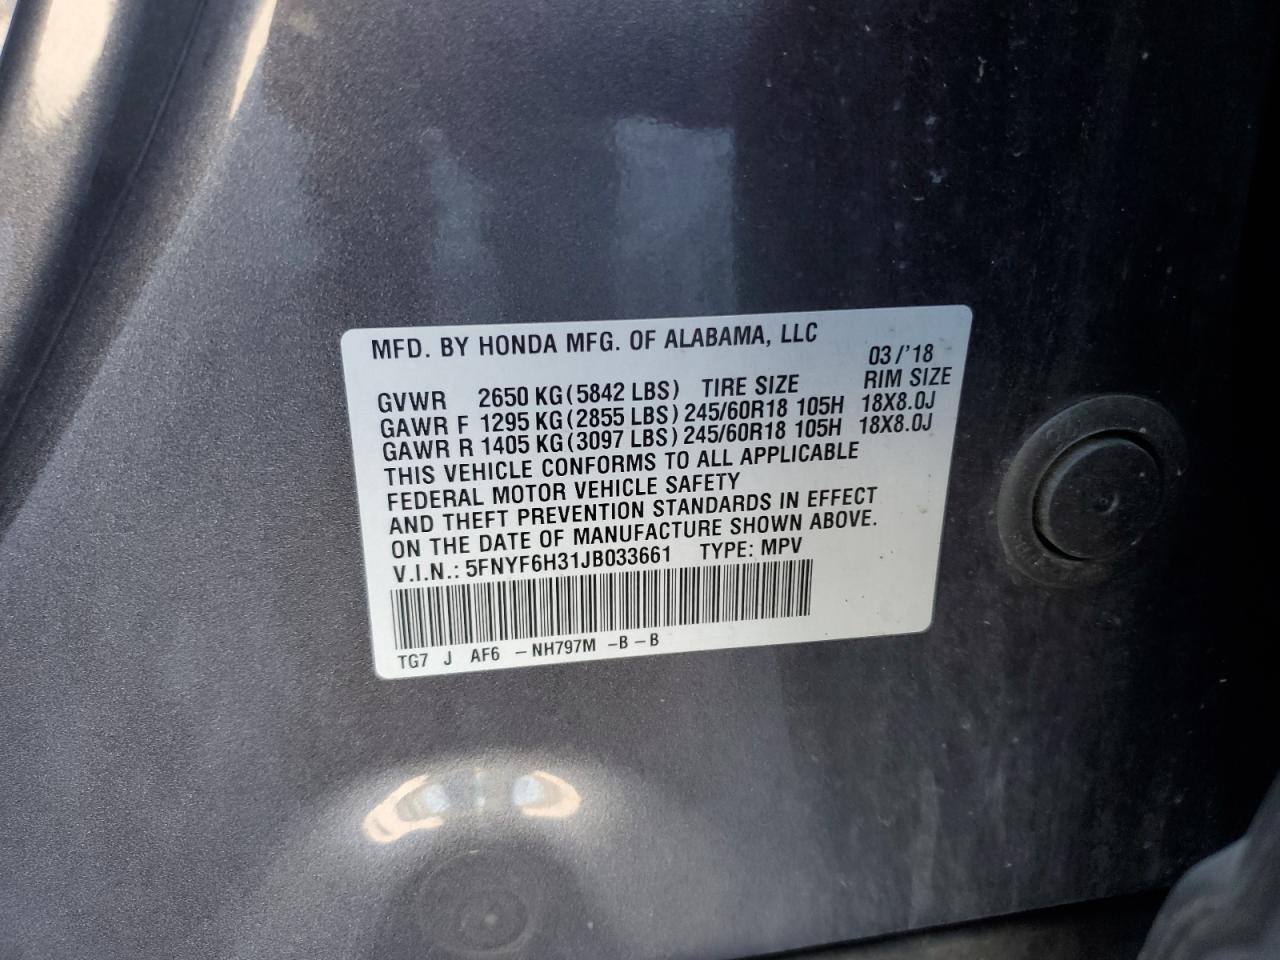 MFD. BY HONDA MFG. OF ALABAMA, LLC
03/'18
GVWR 2650 KG (5842 LBS) TIRE SIZE RIM SIZE
GAWR F 1295 KG (2855 LBS) 245/60R18 105H 18X8.0J
GAWR R 1405 KG (3097 LBS) 245/60R18 105H 18X8.0J
THIS VEHICLE CONFORMS TO ALL APPLICABLE
FEDERAL MOTOR VEHICLE SAFETY
AND THEFT PREVENTION STANDARDS IN EFFECT
ON THE DATE OF MANUFACTURE SHOWN ABOVE.
V.I.N.: 5FNYF6H31JB033661 TYPE: MPV
TG7 J AF6 - NH797M - B - B